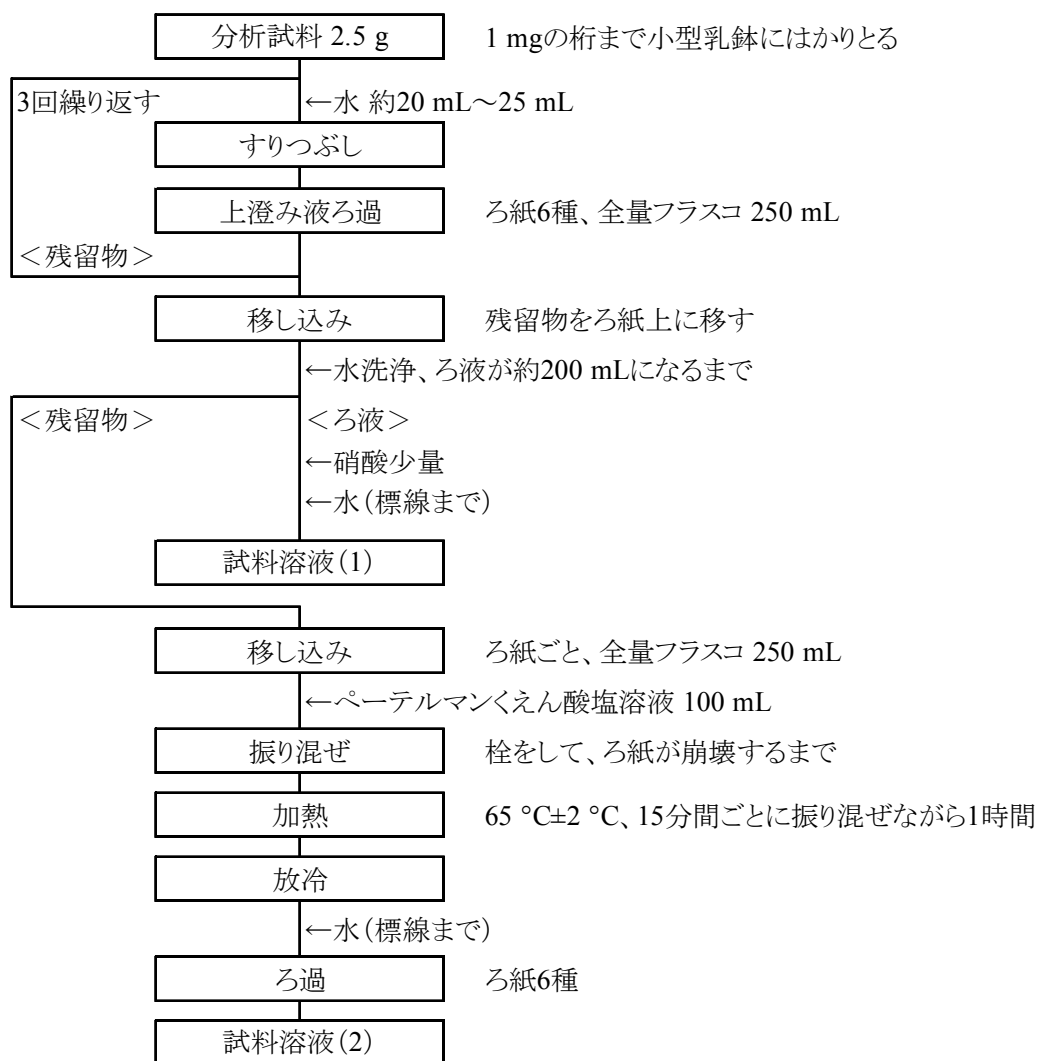 分析試料 2.5 g 1 mgの桁まで小型乳鉢にはかりとる
3回繰り返す ←水 約20 mL～25 mL
すりつぶし
上澄み液ろ過 ろ紙6種、全量フラスコ 250 mL
＜残留物＞
移し込み 残留物をろ紙上に移す
←水洗浄、ろ液が約200 mLになるまで
＜残留物＞ ＜ろ液＞
←硝酸少量
←水(標線まで)
試料溶液(1)
移し込み ろ紙ごと、全量フラスコ 250 mL
←ペーテルマンくえん酸塩溶液 100 mL
振り混ぜ 栓をして、ろ紙が崩壊するまで
加熱 65 °C±2 °C、15分間ごとに振り混ぜながら1時間
放冷
←水(標線まで)
ろ過 ろ紙6種
試料溶液(2)